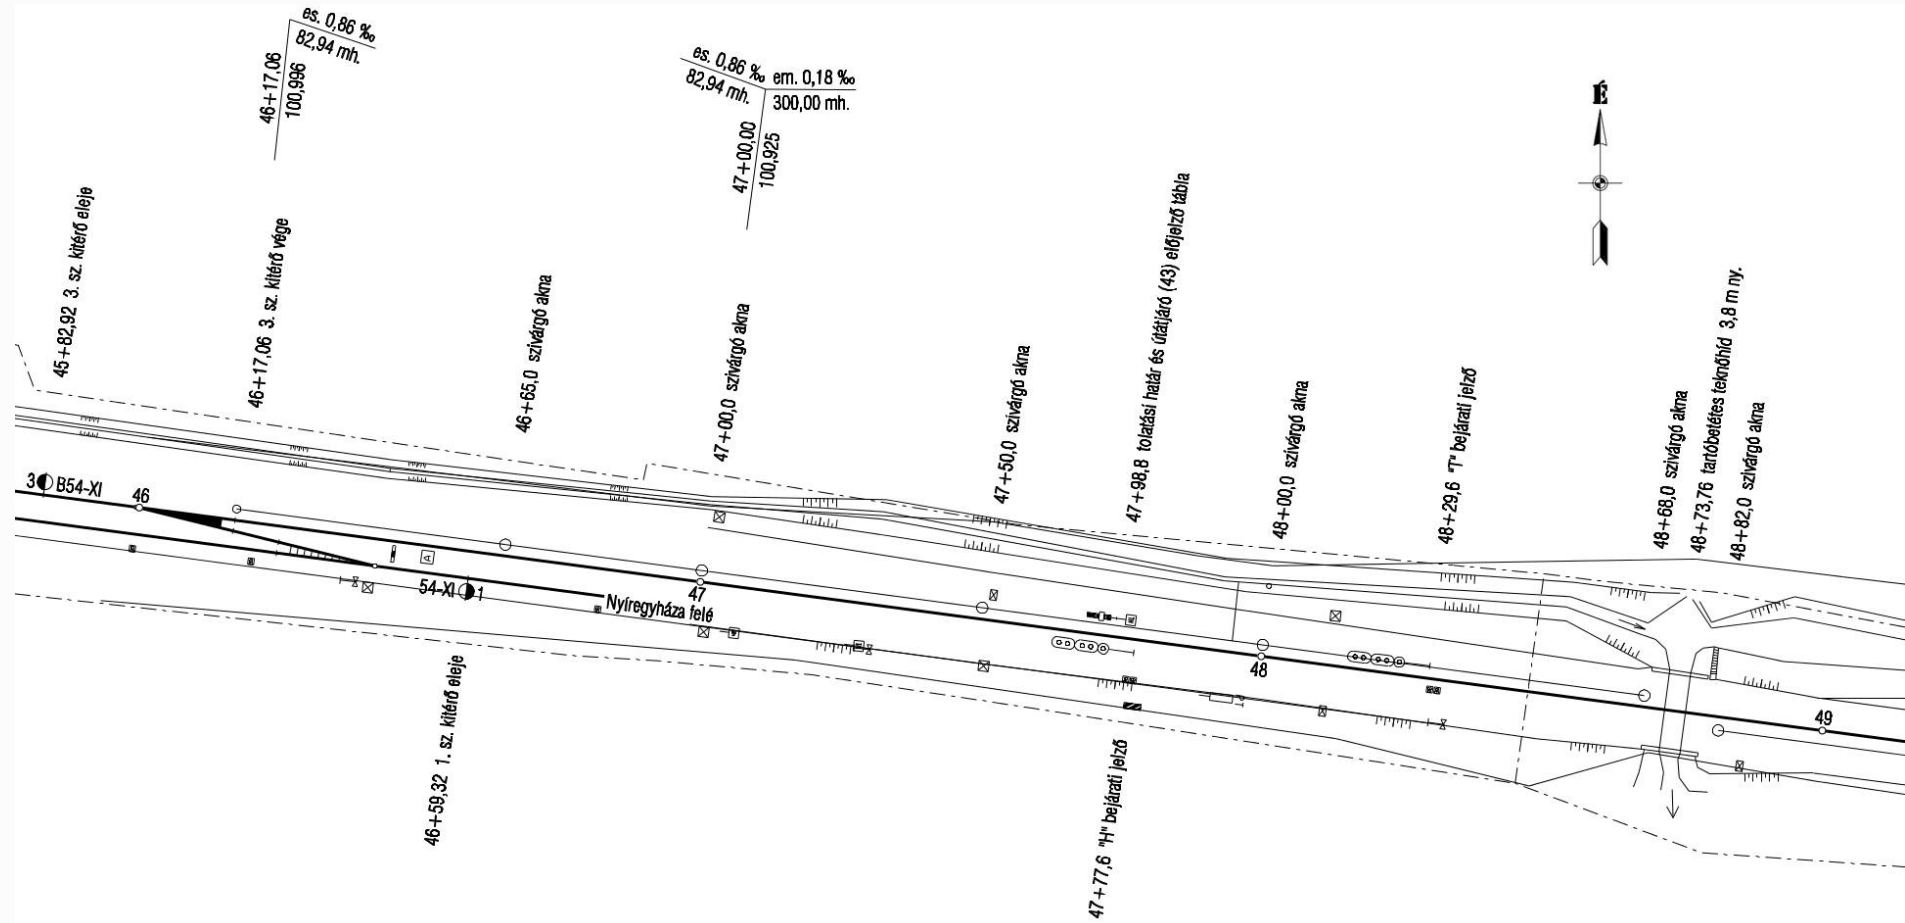 es. 0,86 ‰
82,94 mh.
46+17,06
100,996
es. 0,86 ‰
82,94 mh.
em. 0,18 ‰
300,00 mh.
47+00,00
100,925
É
45+82,92 3. sz. kitérő eleje
46+17,06 3. sz. kitérő vége
46+65,0 szivárgó akna
47+00,0 szivárgó akna
47+50,0 szivárgó akna
47+98,8 tolatási határ és útátjáró (43) előjelző tábla
48+00,0 szivárgó akna
48+29,6 "T" bejárati jelző
48+68,0 szivárgó akna
48+73,76 tartóbetétes teknőhíd 3,8 m ny.
48+82,0 szivárgó akna
3 B54-XI
46
A
54-XI 1
47
Nyíregyháza felé
48
49
46+59,32 1. sz. kitérő eleje
47+77,6 "H" bejárati jelző